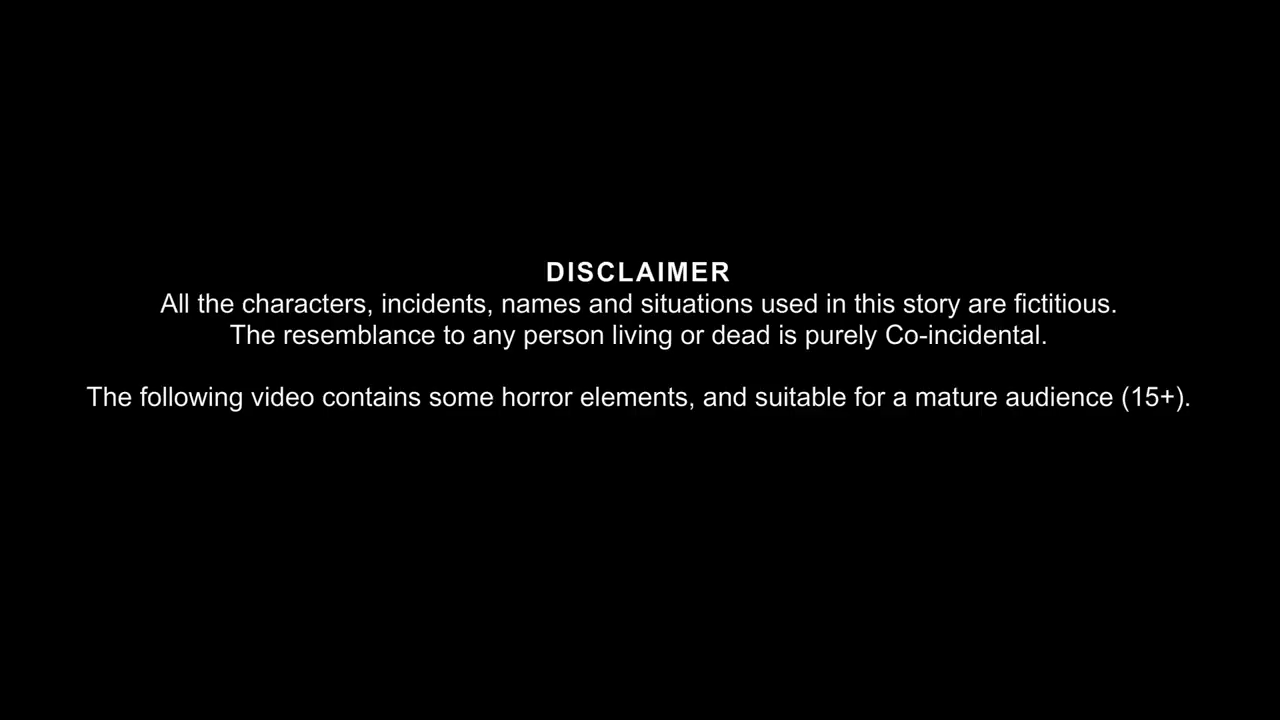 DISCLAIMER
All the characters, incidents, names and situations used in this story are fictitious.
The resemblance to any person living or dead is purely Co-incidental.
The following video contains some horror elements, and suitable for a mature audience (15+).